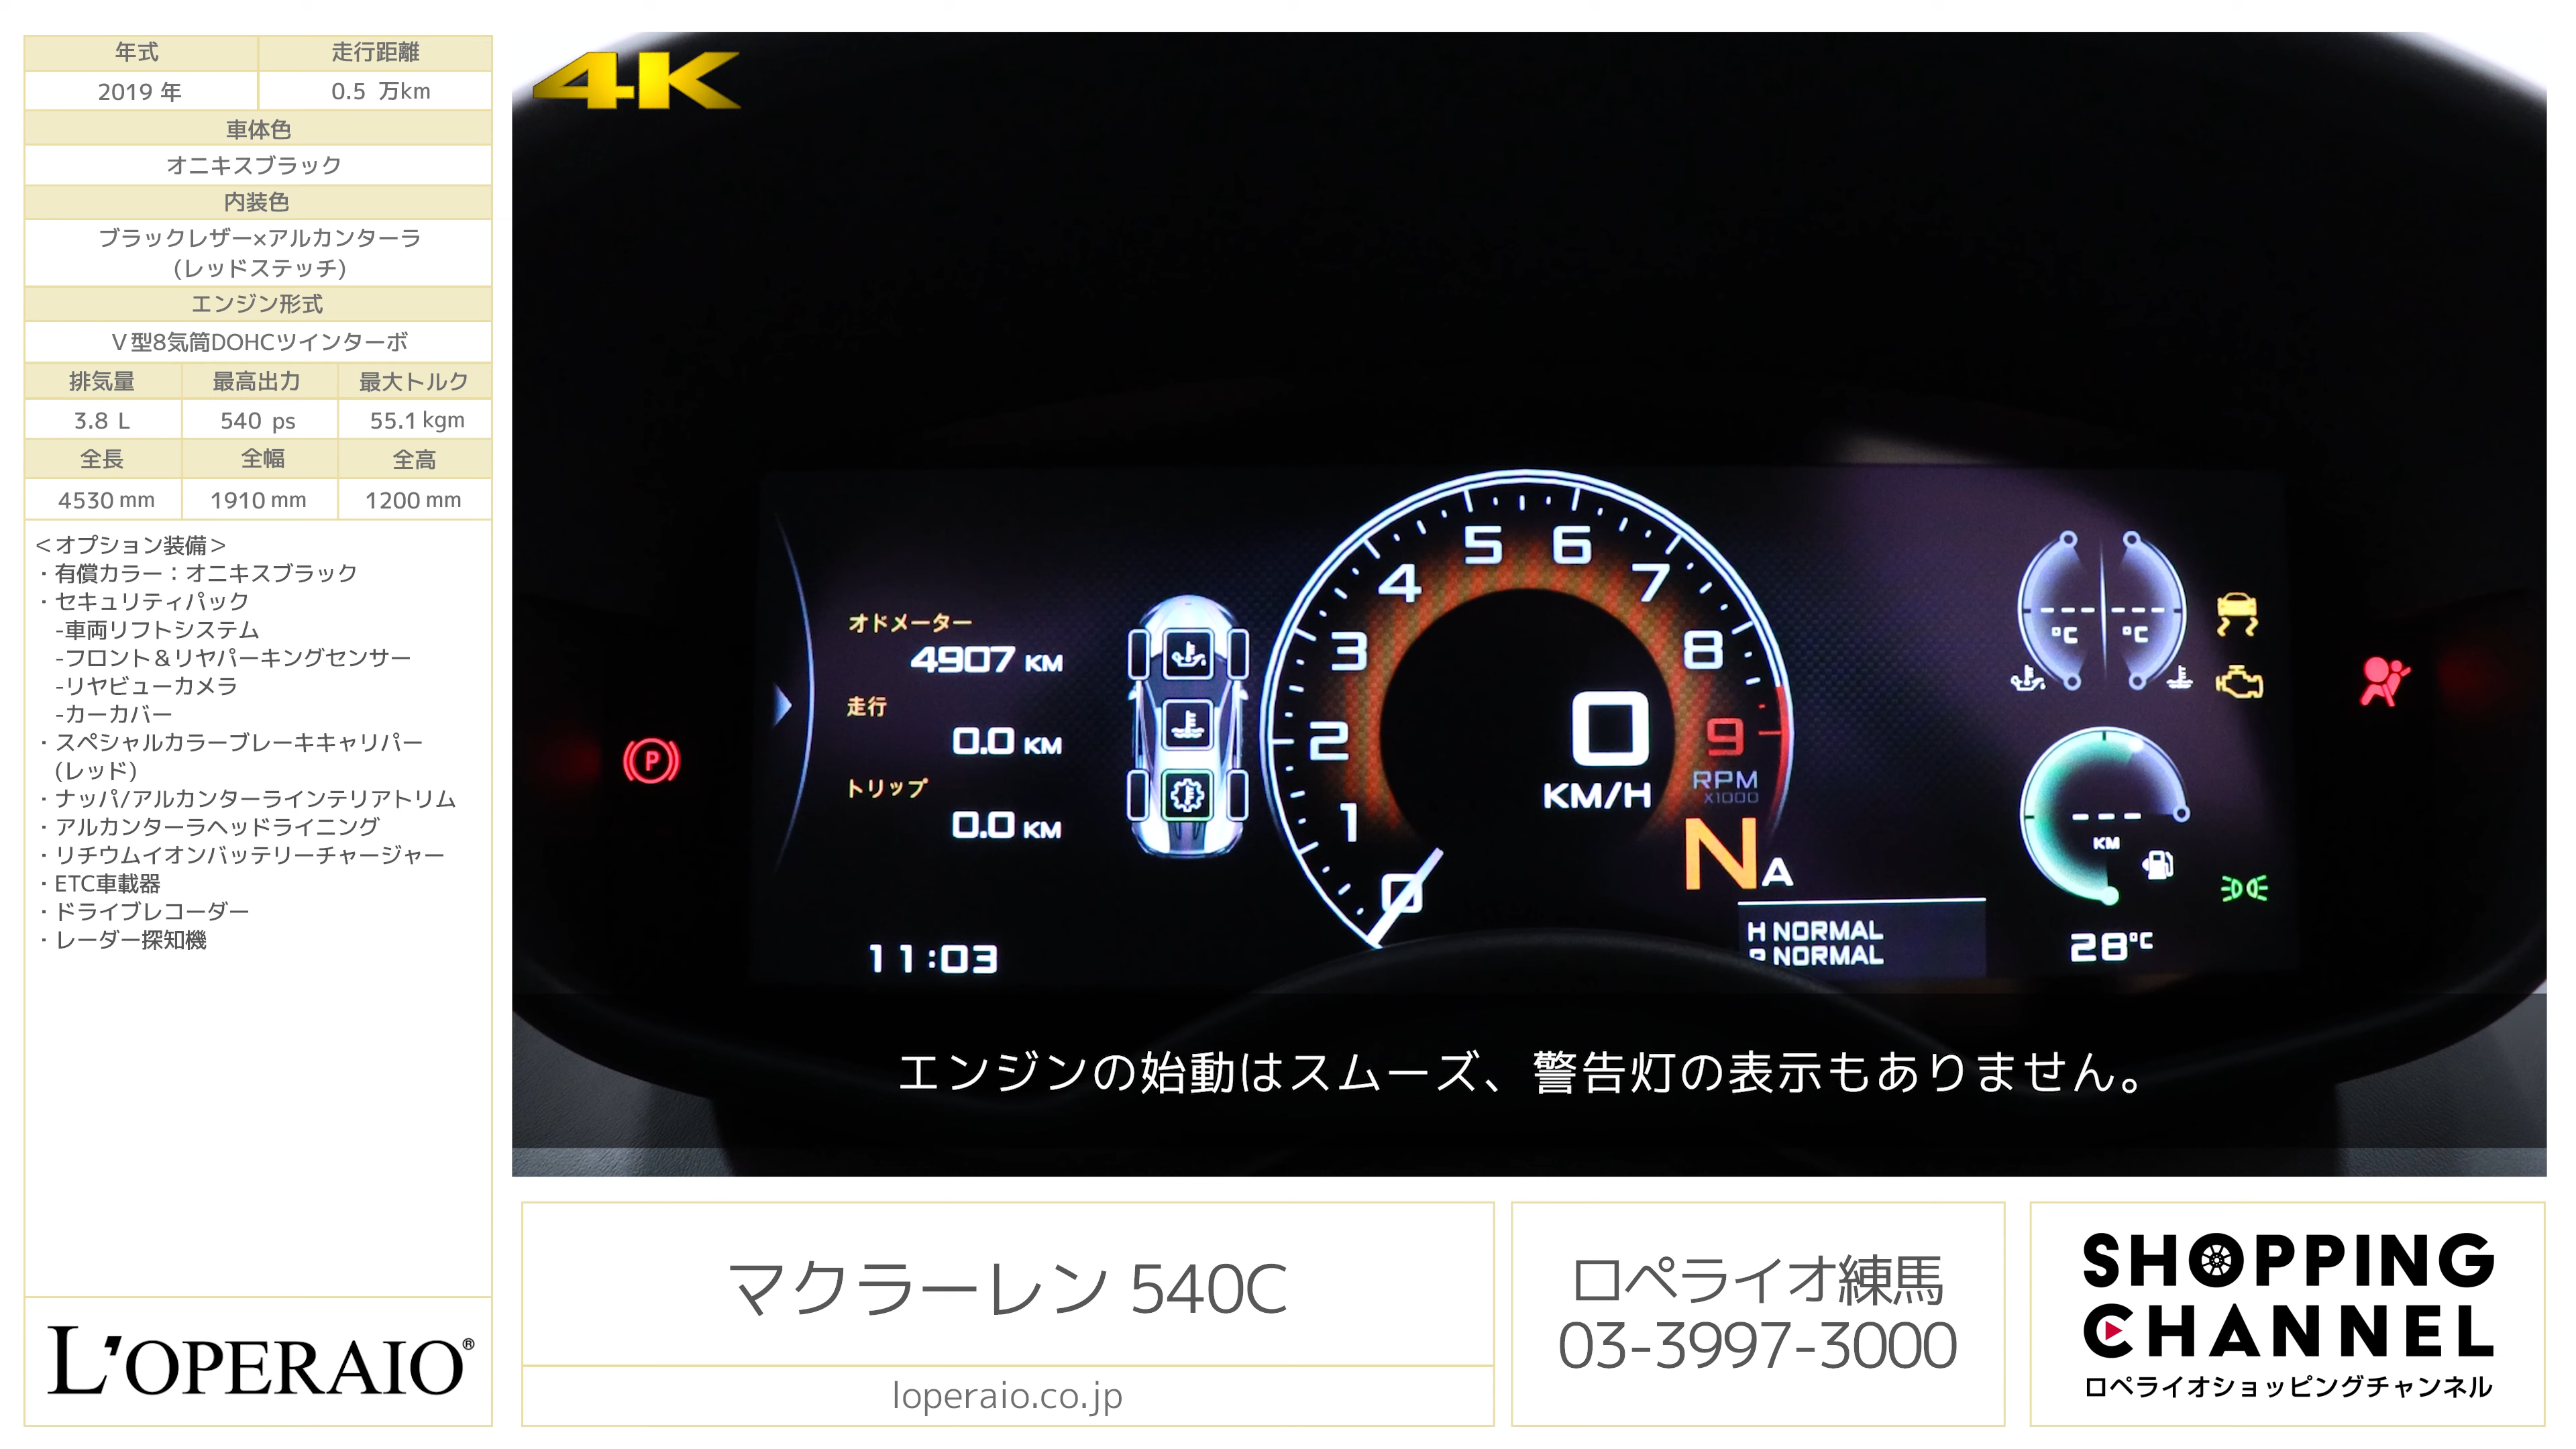 年式 走行距離
2019 年 0.5 万km
車体色
オニキスブラック
内装色
ブラックレザー×アルカンターラ
(レッドステッチ)
エンジン形式
V型8気筒DOHCツインターボ
排気量 最高出力 最大トルク
3.8 L 540 ps 55.1kgm
全長 全幅 全高
4530 mm 1910 mm 1200 mm
＜オプション装備＞
・有償カラー：オニキスブラック
・セキュリティパック
-車両リフトシステム
-フロント＆リヤパーキングセンサー
-リヤビューカメラ
-カーカバー
・スペシャルカラーブレーキキャリパー
(レッド)
・ナッパ/アルカンターラインテリアトリム
・アルカンターラヘッドライニング
・リチウムイオンバッテリーチャージャー
・ETC車載器
・ドライブレコーダー
・レーダー探知機
L'OPERAIO®
4K
オドメーター
4907 KM
走行
0.0 KM
トリップ
0.0 KM
11:03
P
0 1 2 3 4 5 6 7 8 9
RPM
X1000
0
KM/H
N A
H NORMAL
P NORMAL
--- ---
°C °C
---
KM
28°C
エンジンの始動はスムーズ、警告灯の表示もありません。
マクラーレン 540C
loperaio.co.jp
ロペライオ練馬
03-3997-3000
SHOPPING
CHANNEL
ロペライオショッピングチャンネル